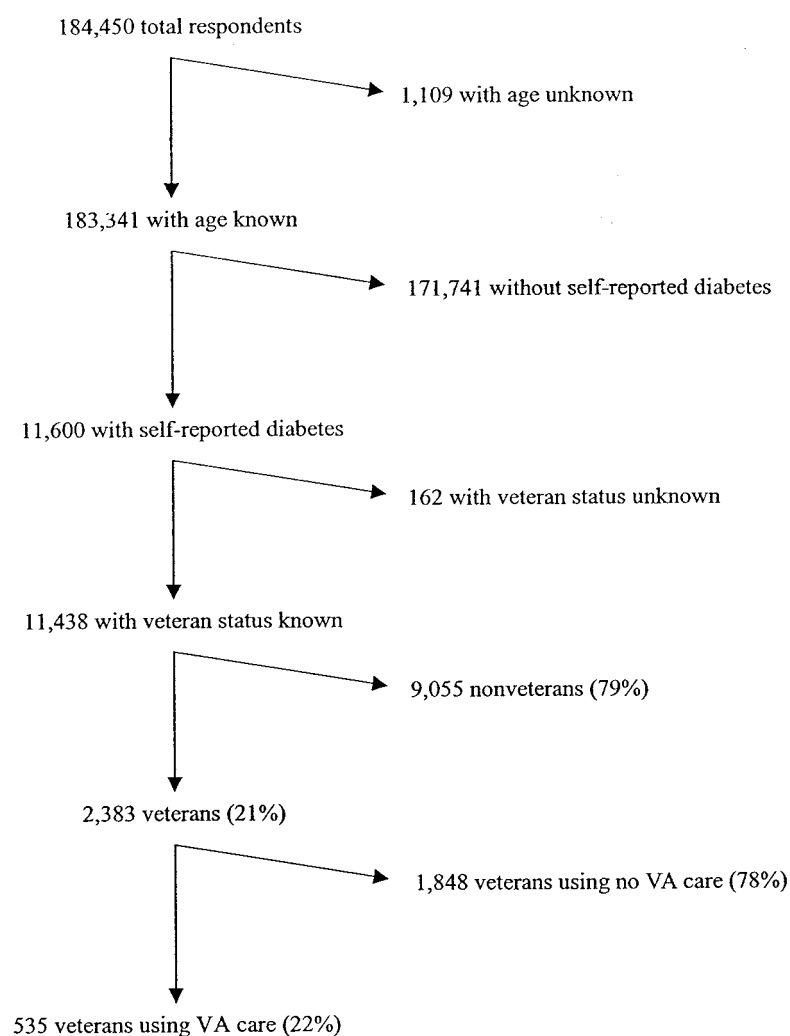 184,450 total respondents
1,109 with age unknown
183,341 with age known
171,741 without self-reported diabetes
11,600 with self-reported diabetes
162 with veteran status unknown
11,438 with veteran status known
9,055 nonveterans (79%)
2,383 veterans (21%)
1,848 veterans using no VA care (78%)
535 veterans using VA care (22%)